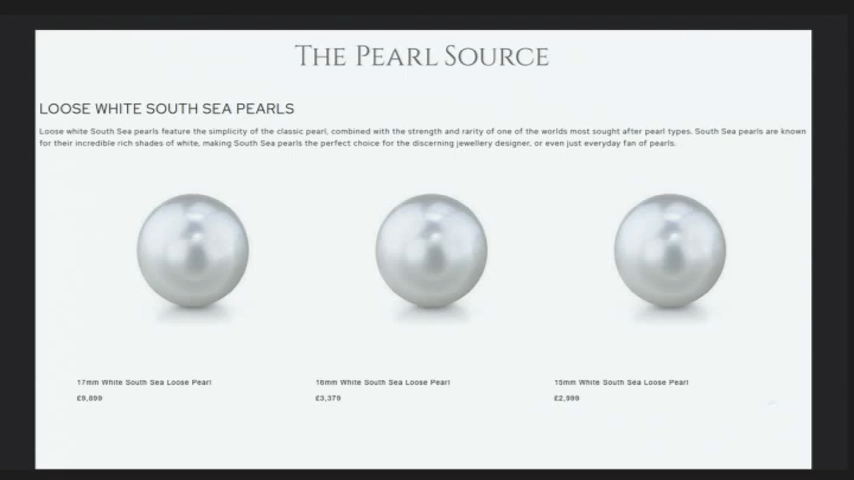 THE PEARL SOURCE
LOOSE WHITE SOUTH SEA PEARLS
Loose white South Sea pearls feature the simplicity of the classic pearl, combined with the strength and rarity of one of the worlds most sought after pearl types. South Sea pearls are known
for their incredible rich shades of white, making South Sea pearls the perfect choice for the discerning jewellery designer, or even just everyday fan of pearls.
17mm White South Sea Loose Pearl
16mm White South Sea Loose Pearl
15mm White South Sea Loose Pearl
£9,899
£3,379
£2,999